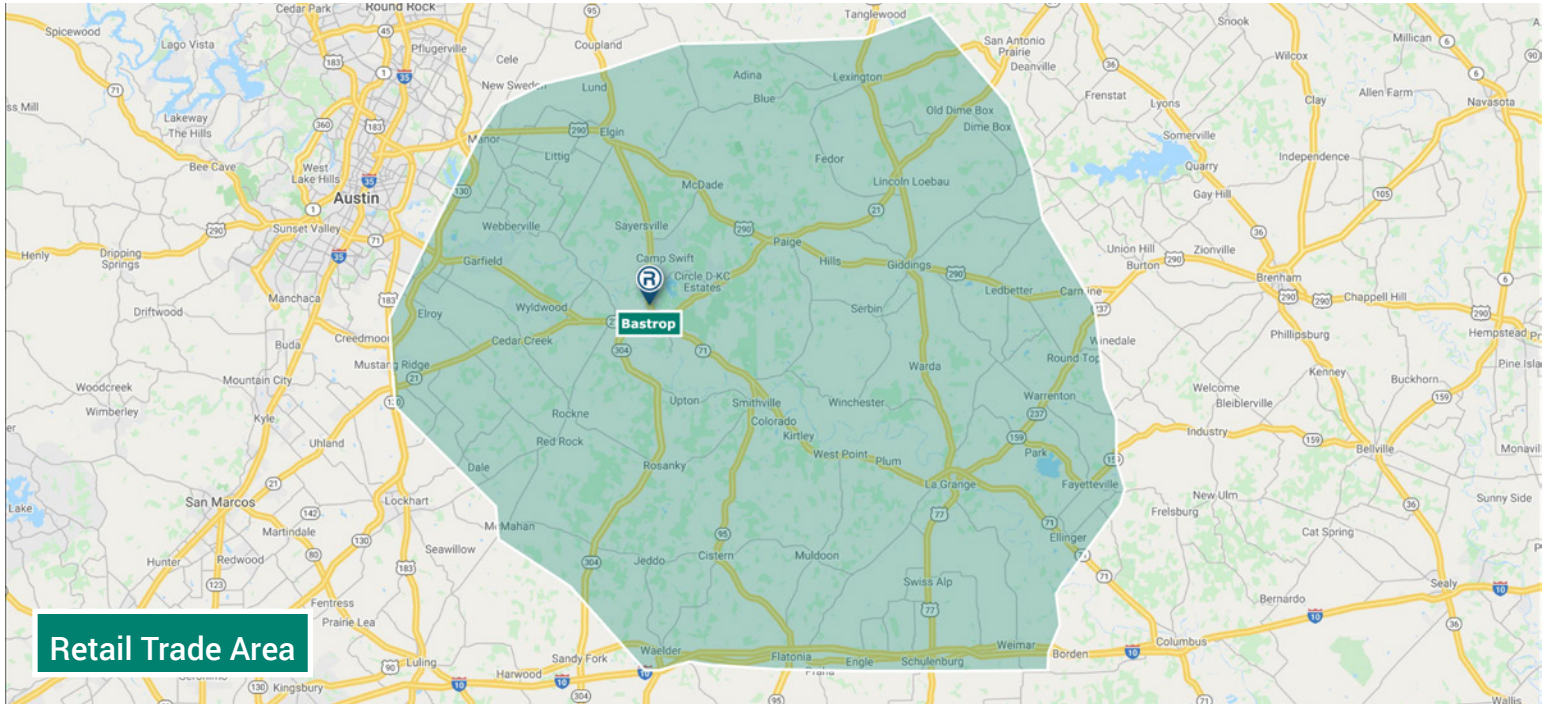 Cedar Park
Round Rock
Spicewood
Lago Vista
Pflugerville
Coupland
Tanglewood
San Antonio
Prairie
Deanville
Snook
Millican
Wilcox
Cele
New Sweden
Lund
Adina
Blue
Lexington
Frenstat
Lyons
Clay
Allen Farm
Navasota
ss Mill
Lakeway
The Hills
Old Dime Box
Dime Box
Somerville
Manor
Elgin
Littig
Fedor
Quarry
Independence
Bee Cave
West
Lake Hills
McDade
Lincoln Loebau
Gay Hill
Austin
Sunset Valley
Webberville
Sayersville
Paige
Union Hill
Zionville
Burton
Henly
Dripping
Springs
Garfield
Camp Swift
Circle D-KC
Estates
Hills
Giddings
Brenham
Chappell Hill
Manchaca
Driftwood
R
Wyldwood
Ledbetter
Carmine
Elroy
Bastrop
Serbin
Phillipsburg
Hempstead
Buda
Creedmoor
Cedar Creek
Winedale
Mustang Ridge
Round Top
Kenney
Pine Isla
Woodcreek
Mountain City
Warda
Welcome
Buckhorn
Wimberley
Kyle
Rockne
Upton
Smithville
Winchester
Warrenton
Bleiblerville
Uhland
Colorado
Red Rock
Kirtley
Industry
Bellville
West Point
Plum
Park
Monavil
Dale
Rosanky
La Grange
Fayetteville
Lake
San Marcos
Lockhart
New Ulm
Sunny Side
Martindale
Frelsburg
McMahan
Ellinger
Cat Spring
Hunter
Redwood
Seawillow
Jeddo
Cistern
Muldoon
Swiss Alp
Sealy
Fentress
Prairie Lea
Bernardo
Retail Trade Area
Luling
Harwood
Sandy Fork
Waelder
Flatonia
Engle
Schulenburg
Weimar
Borden
Columbus
Praha
Kingsbury
Wallis